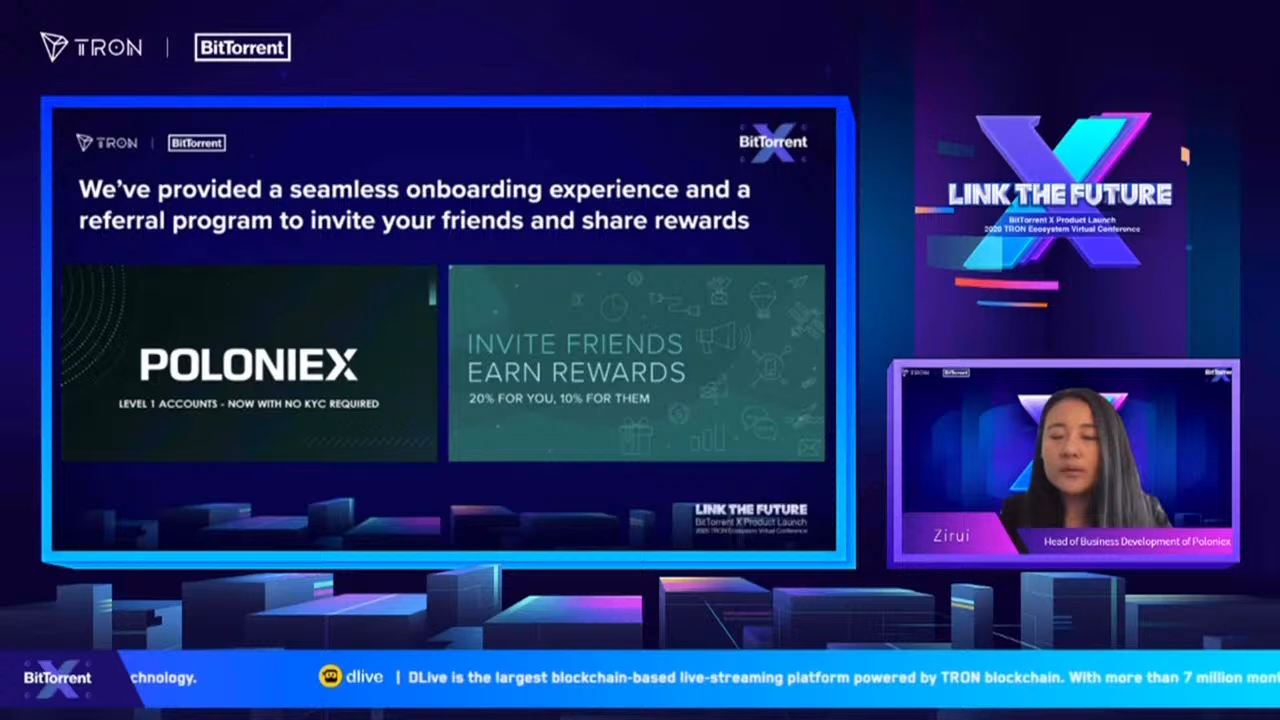 TRON | BitTorrent
TRON | BitTorrent
BitTorrent
We've provided a seamless onboarding experience and a
referral program to invite your friends and share rewards
POLONIEX
LEVEL 1 ACCOUNTS - NOW WITH NO KYC REQUIRED
INVITE FRIENDS
EARN REWARDS
20% FOR YOU, 10% FOR THEM
LINK THE FUTURE
BitTorrent X Product Launch
2020 TRON Ecosystem Virtual Conference
LINK THE FUTURE
BitTorrent X Product Launch
2020 TRON Ecosystem Virtual Conference
TRON BitTorrent
BitTorren
Zirui
Head of Business Development of Poloniex
BitTorrent
chnology.
dlive | DLive is the largest blockchain-based live-streaming platform powered by TRON blockchain. With more than 7 million mont